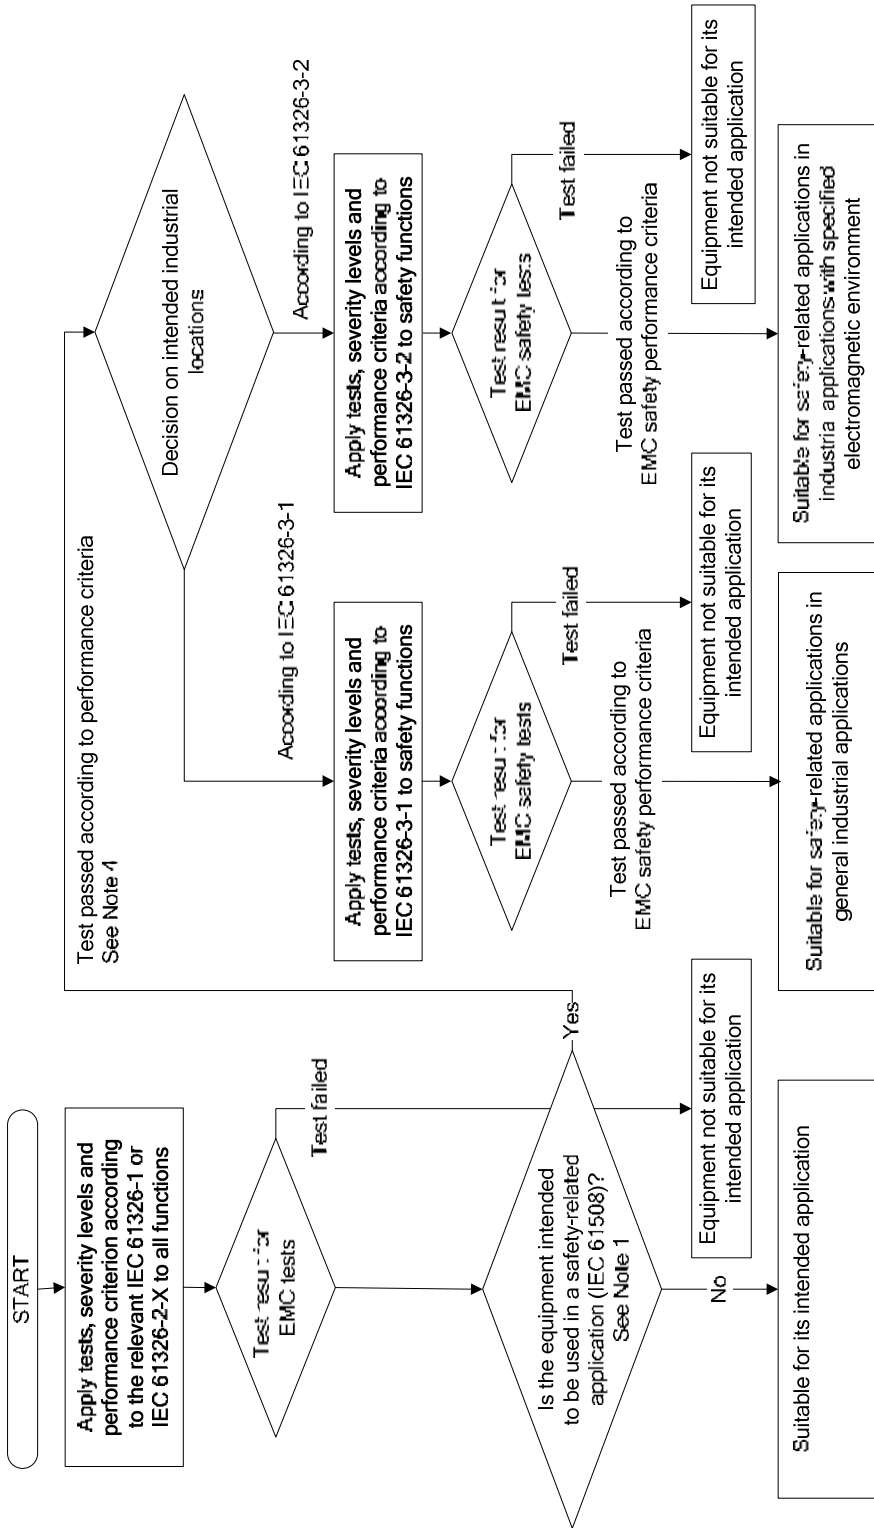 START
Apply tests, severity levels and
performance criterion according
to the relevant IEC 61326-1 or
IEC 61326-2-X to all functions
Test result for
EMC tests
Test failed
Test passed according to performance criteria
See Note 4
Is the equipment intended
to be used in a safety-related
application (IEC 61508)?
See Note 1
Yes
No
Equipment not suitable for its
intended application
Suitable for its intended application
Decision on intended industrial
locations
According to IEC 61326-3-1
Apply tests, severity levels and
performance criteria according to
IEC 61326-3-1 to safety functions
Test result for
EMC safety tests
Test failed
Test passed according to
EMC safety performance criteria
Equipment not suitable for its
intended application
Suitable for safety-related applications in
general industrial applications
According to IEC 61326-3-2
Apply tests, severity levels and
performance criteria according to
IEC 61326-3-2 to safety functions
Test result for
EMC safety tests
Test failed
Test passed according to
EMC safety performance criteria
Equipment not suitable for its
intended application
Suitable for safety-related applications in
industrial applications with specified
electromagnetic environment